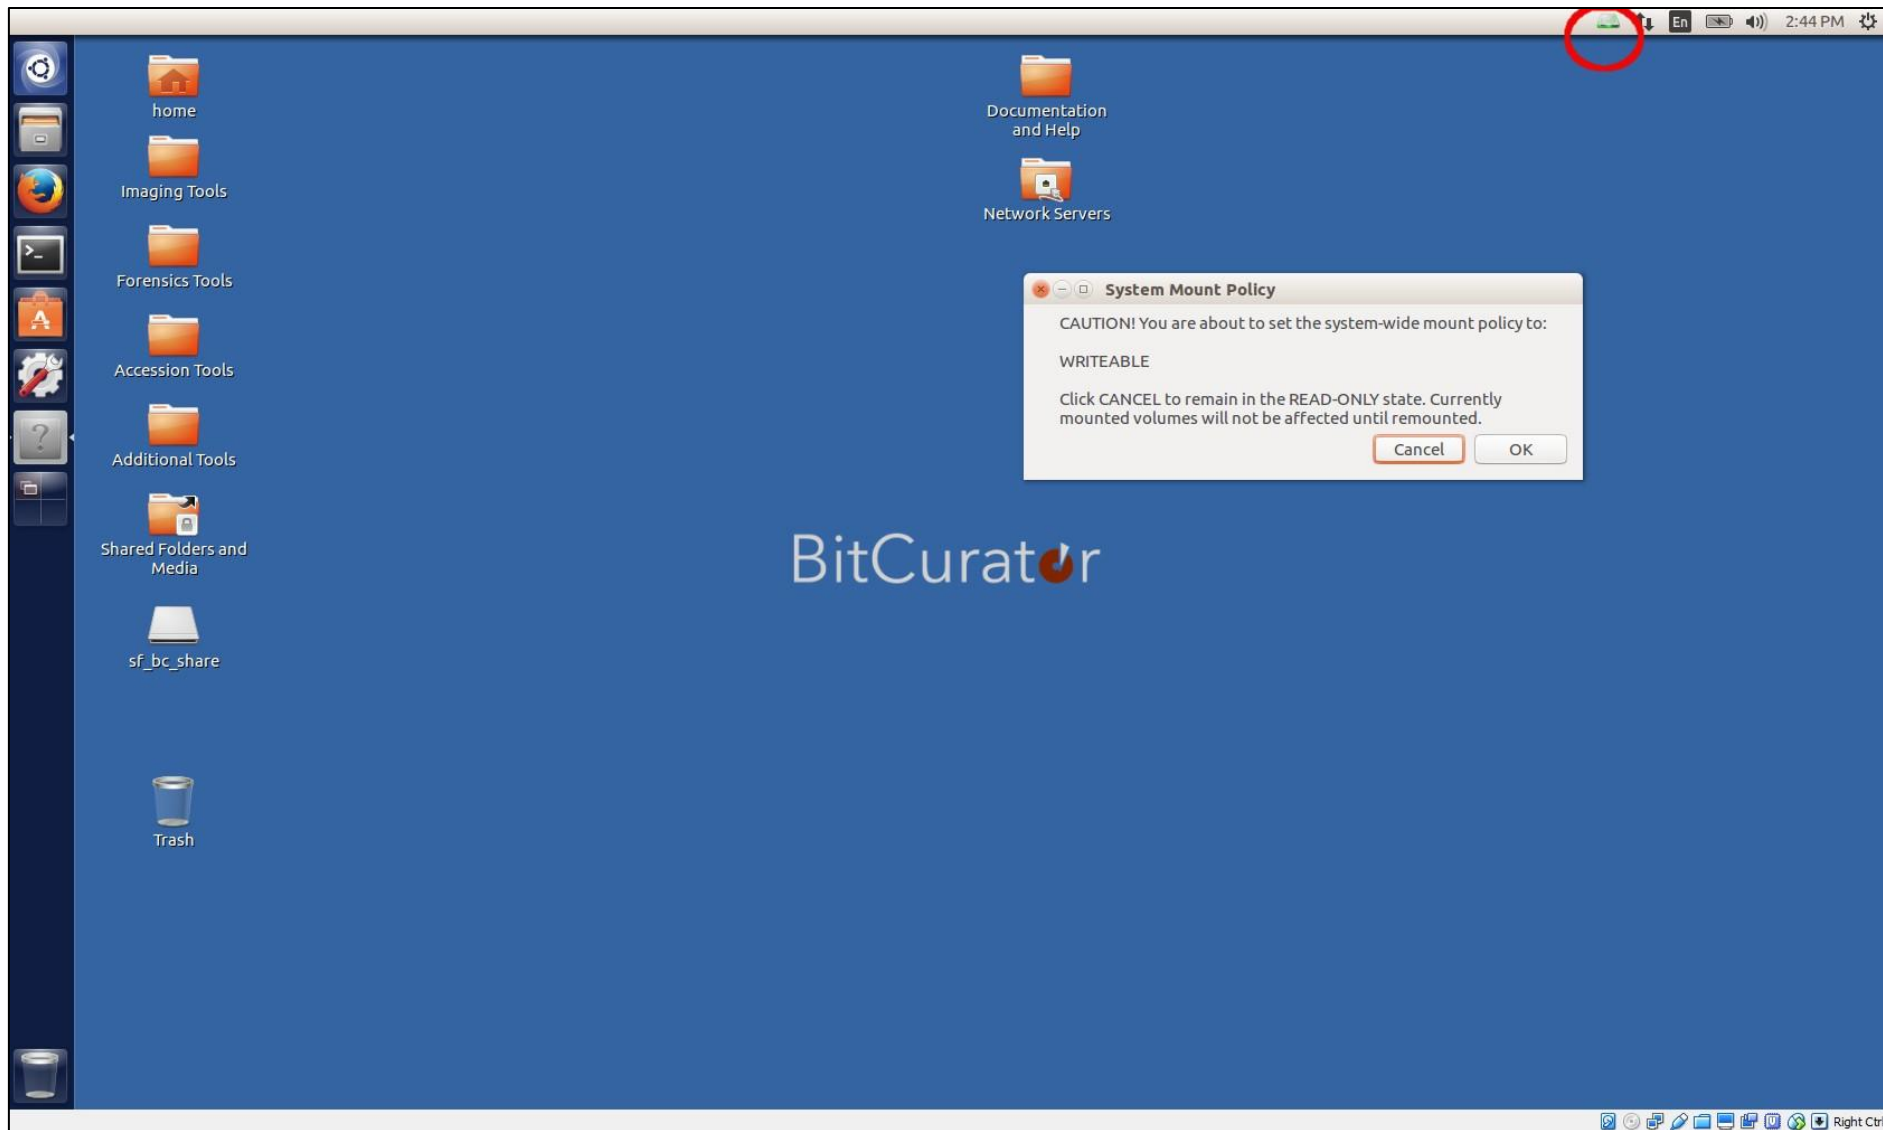 En 2:44 PM
home
Imaging Tools
Forensics Tools
Accession Tools
Additional Tools
Shared Folders and
Media
sf_bc_share
Trash
Documentation
and Help
Network Servers
System Mount Policy
CAUTION! You are about to set the system-wide mount policy to:
WRITEABLE
Click CANCEL to remain in the READ-ONLY state. Currently
mounted volumes will not be affected until remounted.
Cancel OK
BitCurator
Right Ctrl